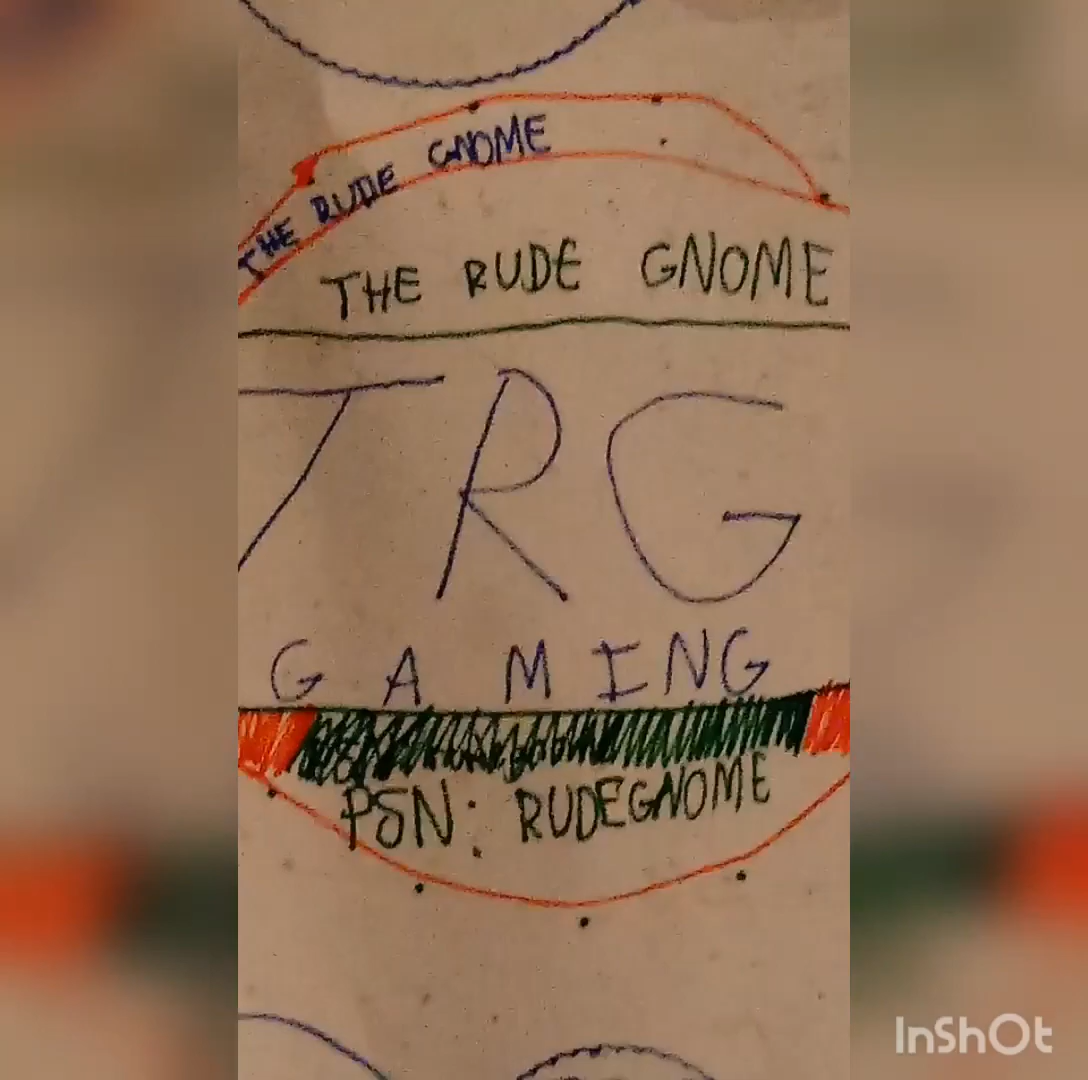 THE RUDE GNOME
THE RUDE GNOME
TRG
GAMING
PSN: RUDEGNOME
InShOt